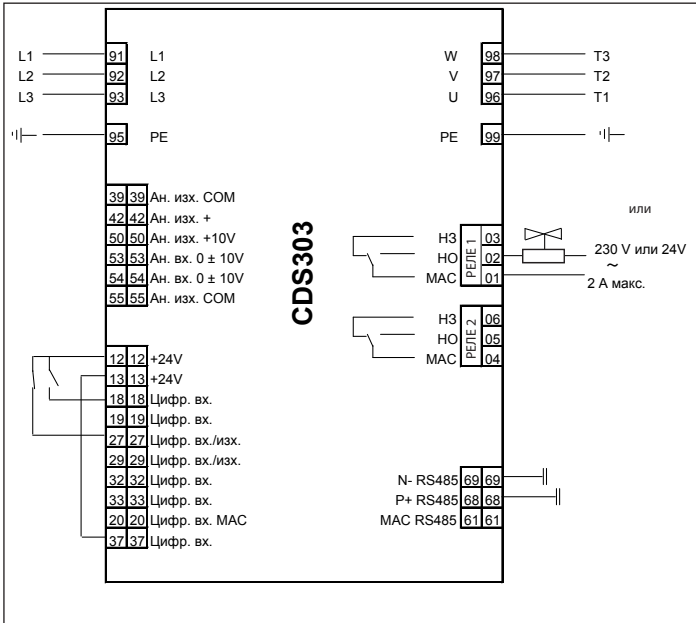 L1 91 L1
L2 92 L2
L3 93 L3
95 PE
39 39 Ан. изх. COM
42 42 Ан. изх. +
50 50 Ан. изх. +10V
53 53 Ан. вх. 0 ± 10V
54 54 Ан. вх. 0 ± 10V
55 55 Ан. изх. COM
12 12 +24V
13 13 +24V
18 18 Цифр. вх.
19 19 Цифр. вх.
27 27 Цифр. вх./изх.
29 29 Цифр. вх./изх.
32 32 Цифр. вх.
33 33 Цифр. вх.
20 20 Цифр. вх. МАС
37 37 Цифр. вх.
CDS303
W 98 T3
V 97 T2
U 96 T1
PE 99
РЕЛЕ 1
НЗ 03
НО 02
МАС 01
или
230 V или 24V
~
2 A макс.
РЕЛЕ 2
НЗ 06
НО 05
МАС 04
N- RS485 69 69
P+ RS485 68 68
МАС RS485 61 61